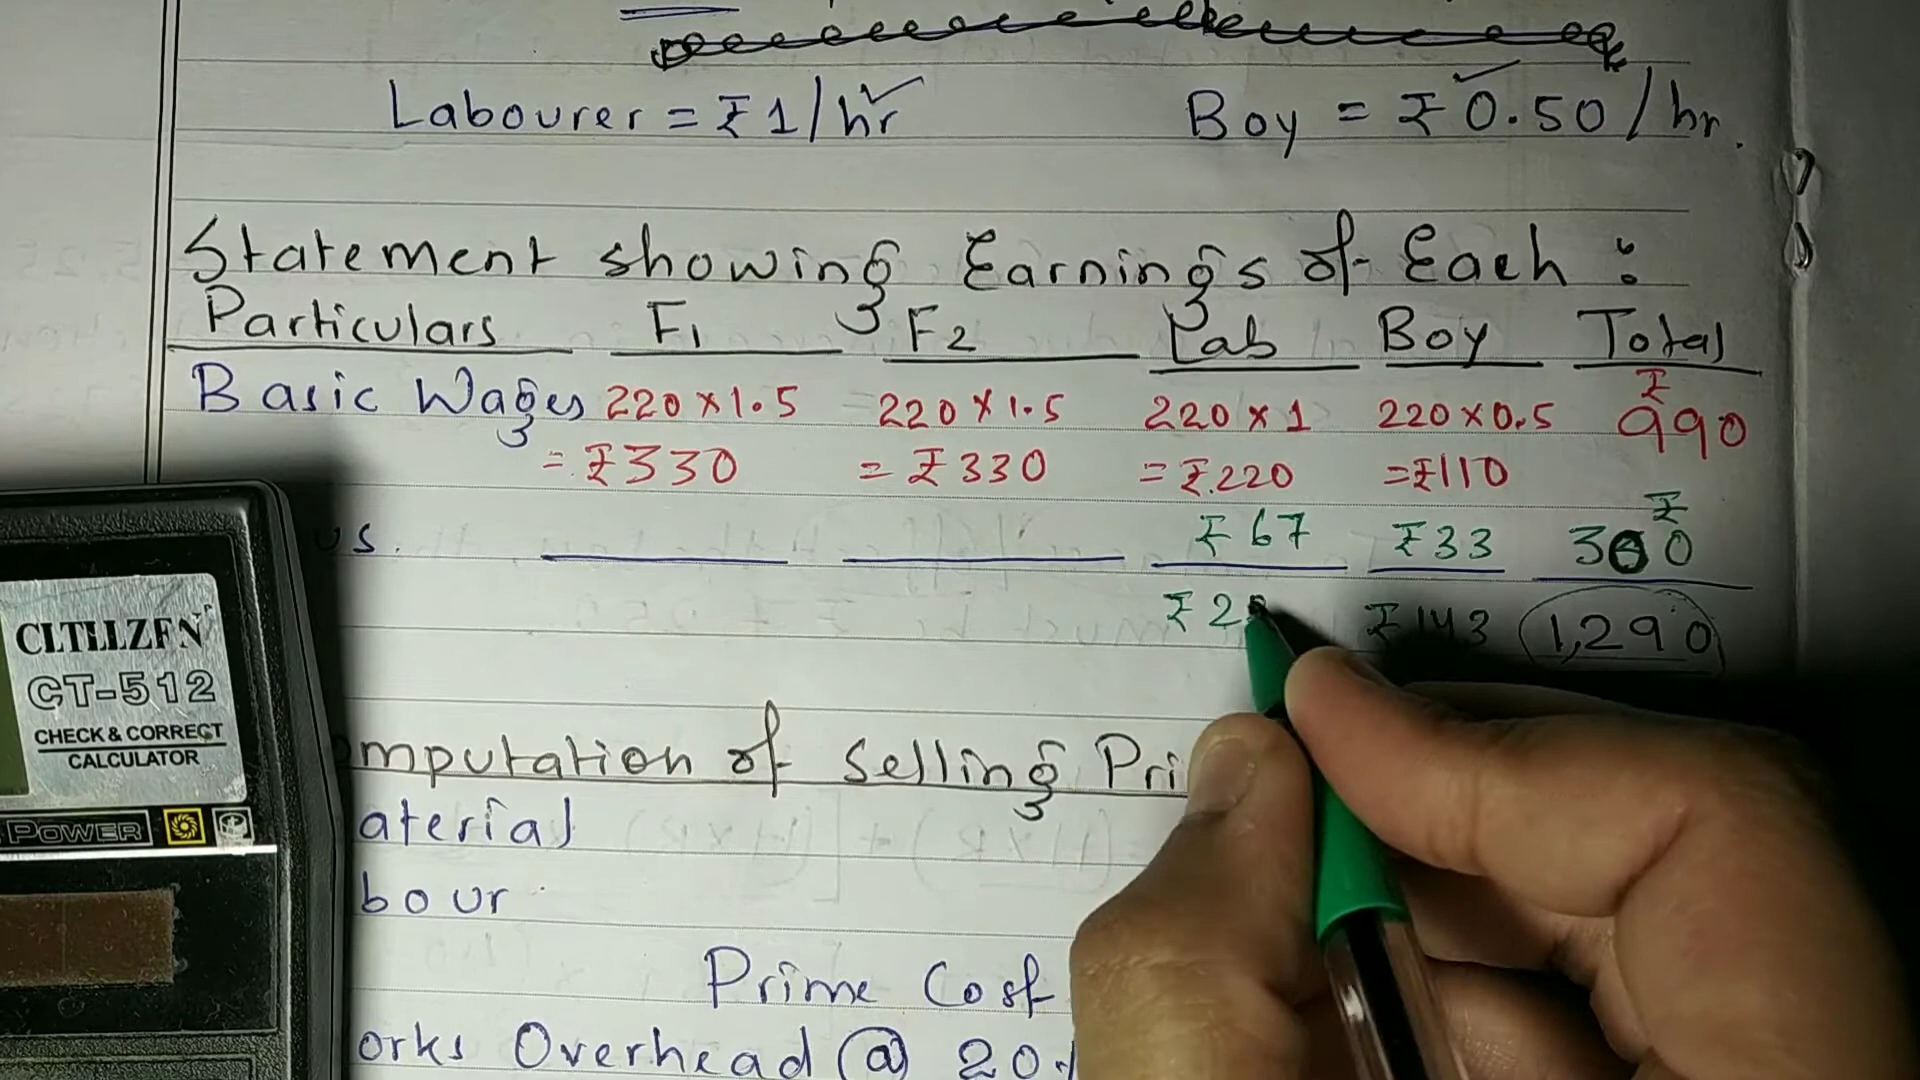 Labourer = ₹1/hr Boy = ₹0.50/hr.
Statement showing Earnings of Each :
Particulars F1 F2 Lab Boy Total
Basic Wages 220×1.5 220×1.5 220×1 220×0.5 ₹ 990
= ₹330 = ₹330 = ₹.220 = ₹110
us. ₹67 ₹33 ₹ 300
₹2 ₹143 1,290
CLTLLZFN
CT-512
CHECK & CORRECT
CALCULATOR
POWER
omputation of Selling Pri
aterial
bour
Prime Cost
orks Overhead @ 20